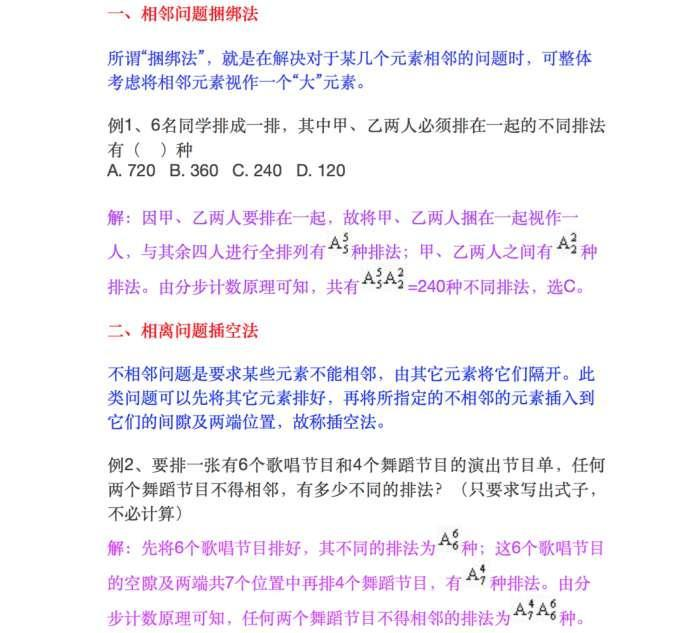 一、相邻问题捆绑法
所谓“捆绑法”，就是在解决对于某几个元素相邻的问题时，可整体
考虑将相邻元素视作一个“大”元素。
例1、6名同学排成一排，其中甲、乙两人必须排在一起的不同排法
有（　）种
A. 720 B. 360 C. 240 D. 120
解：因甲、乙两人要排在一起，故将甲、乙两人捆在一起视作一
人，与其余四人进行全排列有A⁵₅种排法；甲、乙两人之间有A²₂种
排法。由分步计数原理可知，共有A⁵₅A²₂=240种不同排法，选C。
二、相离问题插空法
不相邻问题是要求某些元素不能相邻，由其它元素将它们隔开。此
类问题可以先将其它元素排好，再将所指定的不相邻的元素插入到
它们的间隙及两端位置，故称插空法。
例2、要排一张有6个歌唱节目和4个舞蹈节目的演出节目单，任何
两个舞蹈节目不得相邻，有多少不同的排法？（只要求写出式子，
不必计算）
解：先将6个歌唱节目排好，其不同的排法为A⁶₆种；这6个歌唱节目
的空隙及两端共7个位置中再排4个舞蹈节目，有A⁴₇种排法。由分
步计数原理可知，任何两个舞蹈节目不得相邻的排法为A⁴₇A⁶₆种。